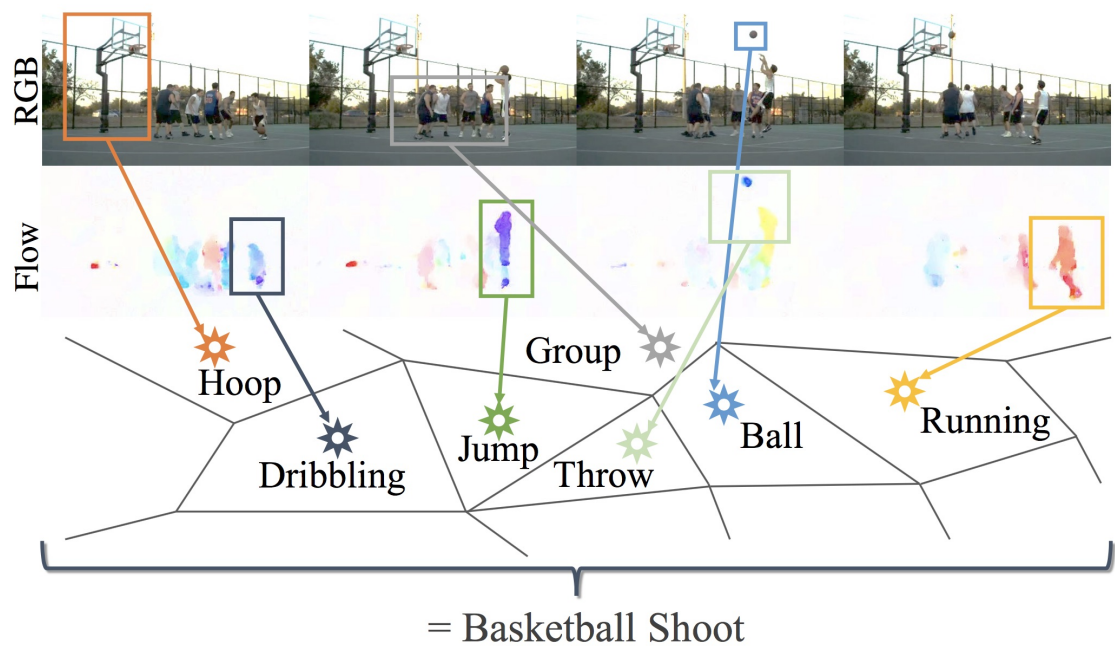 RGB
Flow
Group
Hoop
Running
Ball
Jump
Throw
Dribbling
= Basketball Shoot